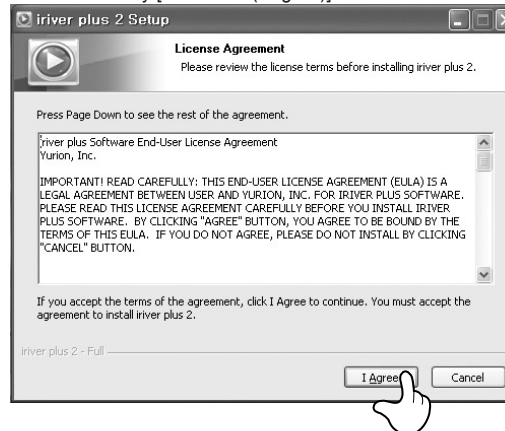 iriver plus 2 Setup
License Agreement
Please review the license terms before installing iriver plus 2.
Press Page Down to see the rest of the agreement.
iriver plus Software End-User License Agreement
Yurion, Inc.
IMPORTANT! READ CAREFULLY: THIS END-USER LICENSE AGREEMENT (EULA) IS A
LEGAL AGREEMENT BETWEEN USER AND YURION, INC. FOR IRIVER PLUS SOFTWARE.
PLEASE READ THIS LICENSE AGREEMENT CAREFULLY BEFORE YOU INSTALL IRIVER
PLUS SOFTWARE. BY CLICKING "AGREE" BUTTON, YOU AGREE TO BE BOUND BY THE
TERMS OF THIS EULA. IF YOU DO NOT AGREE, PLEASE DO NOT INSTALL BY CLICKING
"CANCEL" BUTTON.
If you accept the terms of the agreement, click I Agree to continue. You must accept the
agreement to install iriver plus 2.
iriver plus 2 - Full
I Agree Cancel